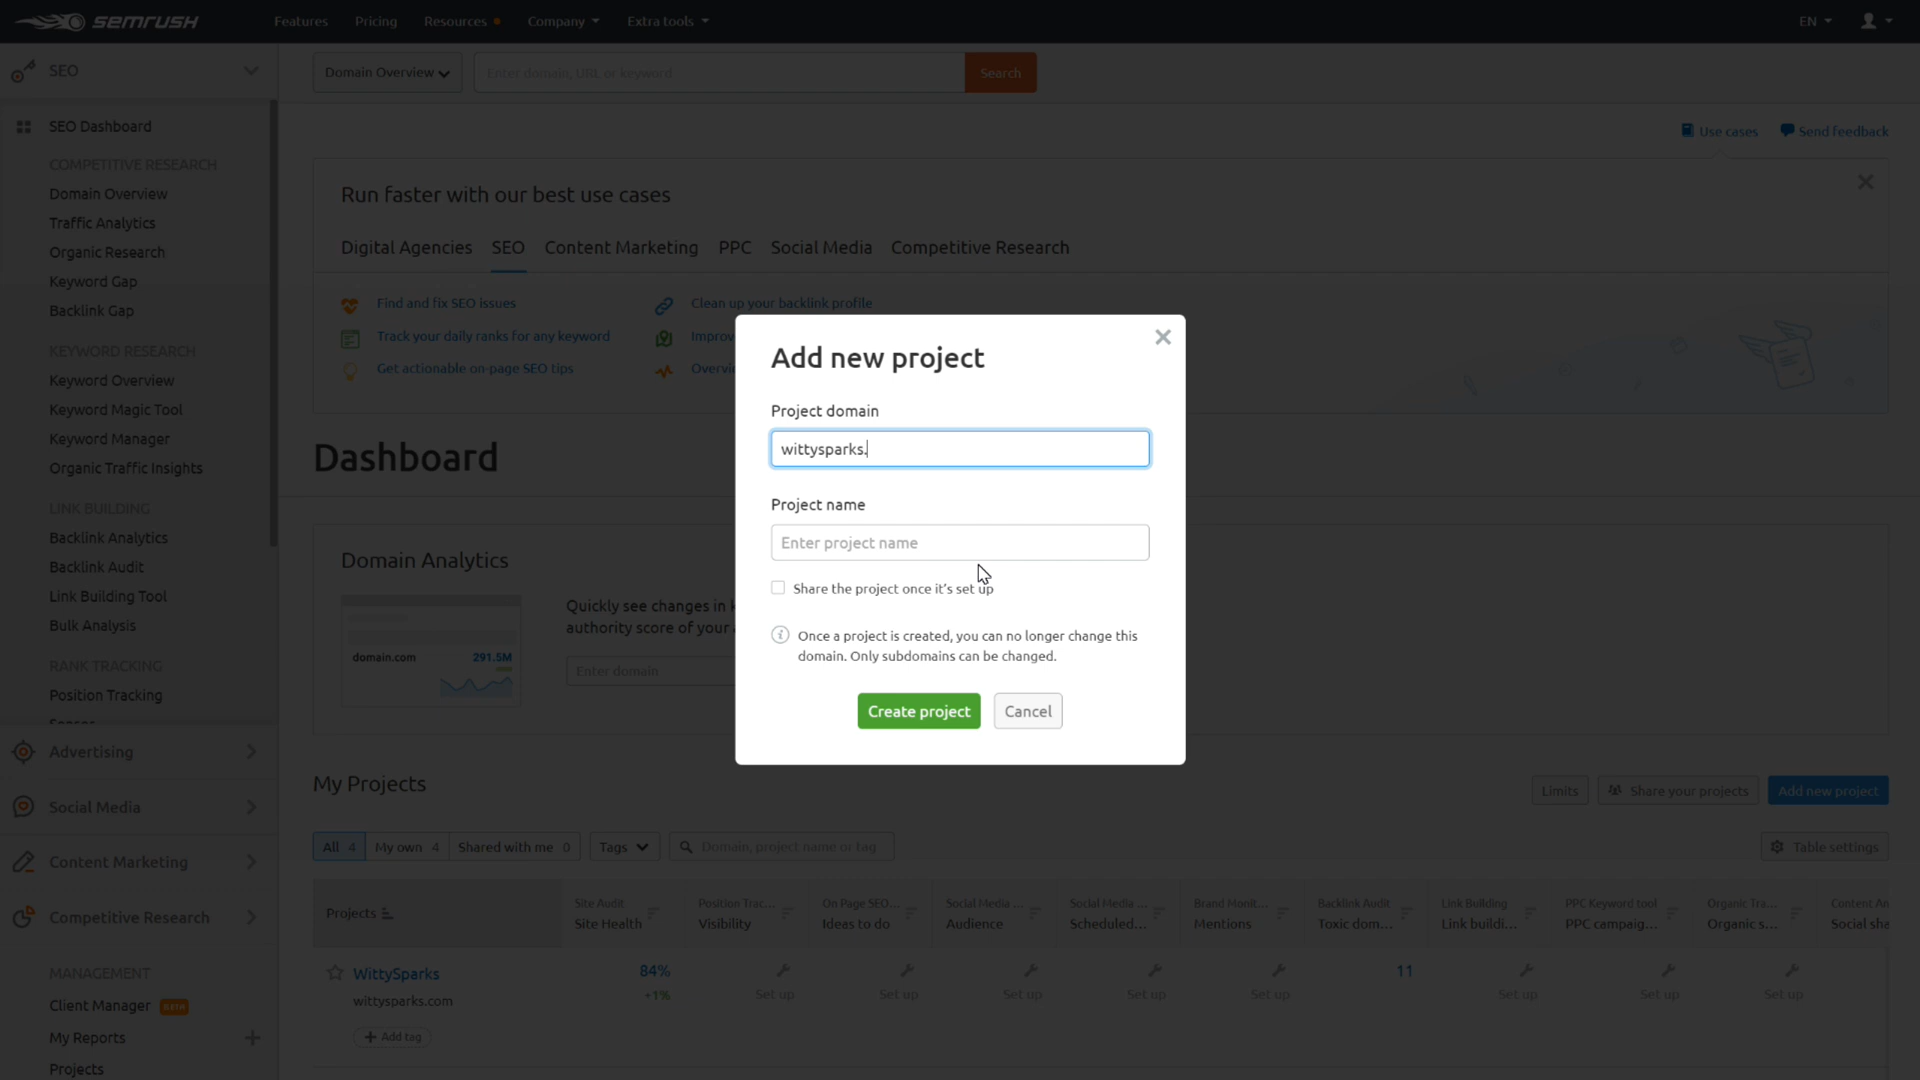 SEMRUSH
Features
Pricing
Resources
Company
Extra tools
EN
SEO
Domain Overview
Enter domain, URL or keyword
Search
SEO Dashboard
COMPETITIVE RESEARCH
Domain Overview
Traffic Analytics
Organic Research
Keyword Gap
Backlink Gap
KEYWORD RESEARCH
Keyword Overview
Keyword Magic Tool
Keyword Manager
Organic Traffic Insights
LINK BUILDING
Backlink Analytics
Backlink Audit
Link Building Tool
Bulk Analysis
RANK TRACKING
Position Tracking
Advertising
Social Media
Content Marketing
Competitive Research
MANAGEMENT
Client Manager BETA
My Reports
Projects
Use cases
Send feedback
Run faster with our best use cases
Digital Agencies
SEO
Content Marketing
PPC
Social Media
Competitive Research
Find and fix SEO issues
Clean up your backlink profile
Track your daily ranks for any keyword
Improv
Get actionable on-page SEO tips
Overvi
Dashboard
Domain Analytics
domain.com
291.5M
Quickly see changes in k
authority score of your
Enter domain
Add new project
Project domain
wittysparks.
Project name
Enter project name
Share the project once it's set up
Once a project is created, you can no longer change this
domain. Only subdomains can be changed.
Create project
Cancel
My Projects
Limits
Share your projects
Add new project
All 4
My own 4
Shared with me 0
Tags
Domain, project name or tag
Table settings
Projects
Site Audit
Site Health
Position Trac...
Visibility
On Page SEO...
Ideas to do
Social Media ...
Audience
Social Media ...
Scheduled...
Brand Monit...
Mentions
Backlink Audit
Toxic dom...
Link Building
Link buildi...
PPC Keyword tool
PPC campaig...
Organic Tra...
Organic s...
Content An
Social sha
WittySparks
wittysparks.com
Add tag
84%
+1%
Set up
Set up
Set up
Set up
Set up
11
Set up
Set up
Set up